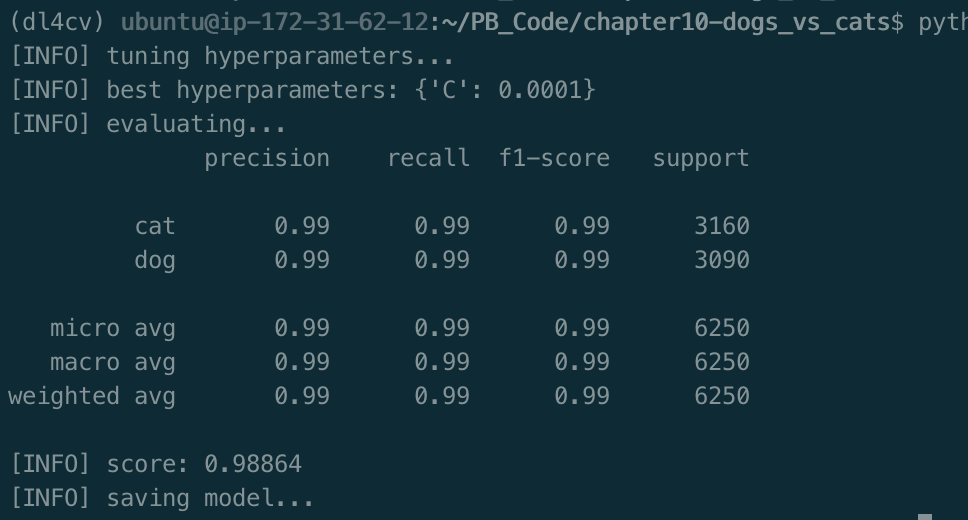 (dl4cv) ubuntu@ip-172-31-62-12:~/PB_Code/chapter10-dogs_vs_cats$
[INFO] tuning hyperparameters...
[INFO] best hyperparameters: {'C': 0.0001}
[INFO] evaluating...
precision recall f1-score support
cat 0.99 0.99 0.99 3160
dog 0.99 0.99 0.99 3090
micro avg 0.99 0.99 0.99 6250
macro avg 0.99 0.99 0.99 6250
weighted avg 0.99 0.99 0.99 6250
[INFO] score: 0.98864
[INFO] saving model...